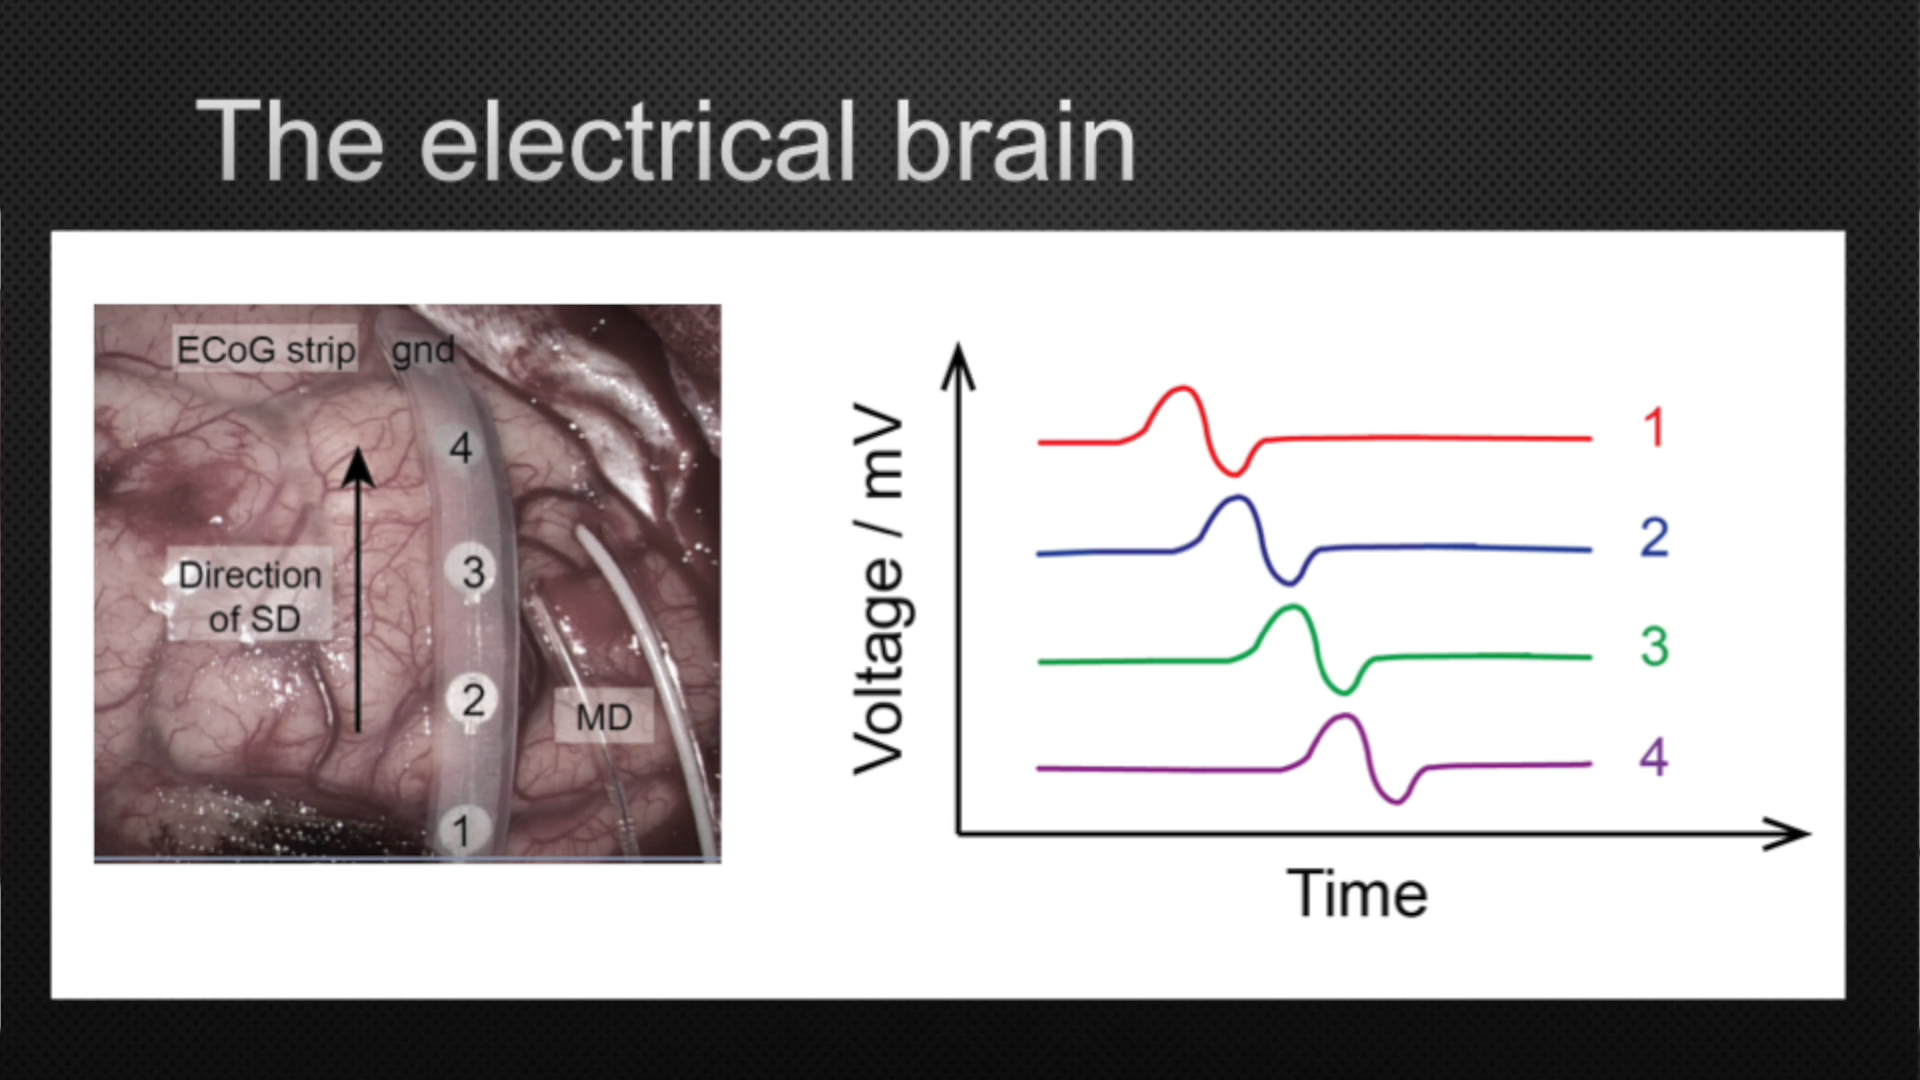 The electrical brain
ECoG strip gnd
4
3
2
1
Direction
of SD
MD
Voltage / mV
1
2
3
4
Time